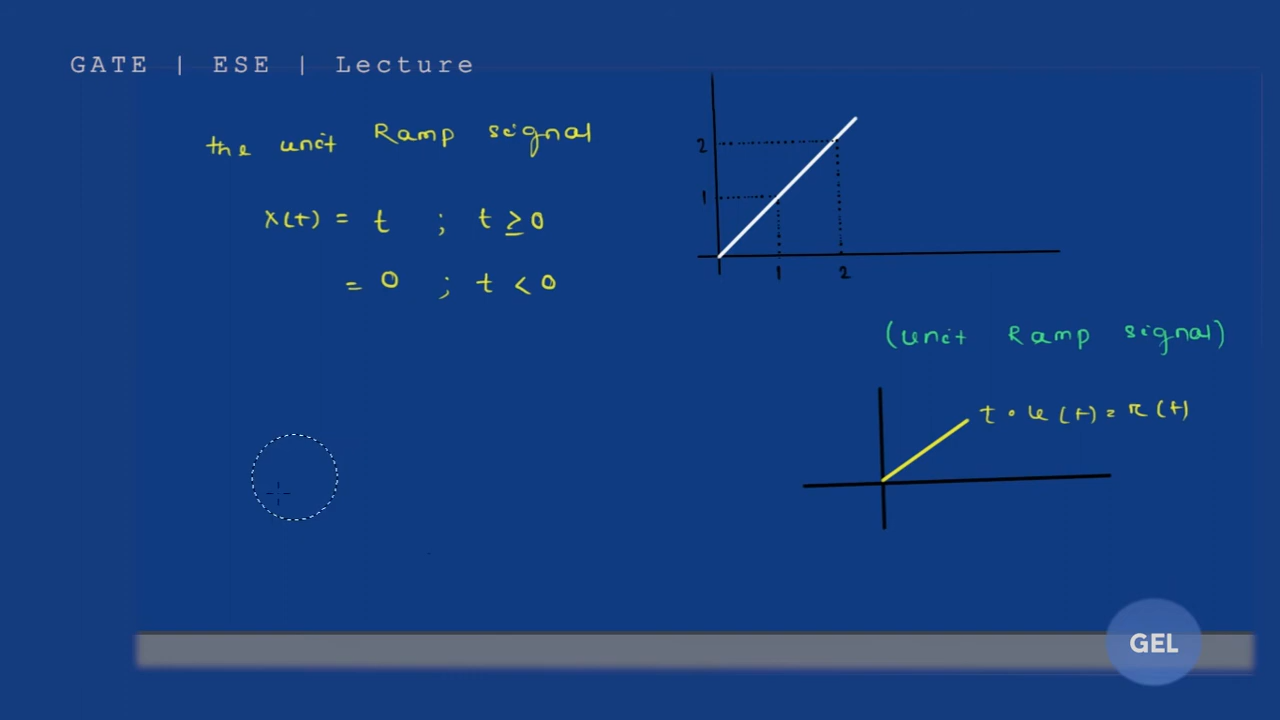 GATE | ESE | Lecture
the unit Ramp signal
x(t) = t ; t ≥ 0
= 0 ; t < 0
2
1
1 2
(unit Ramp signal)
t • u(t) = r(t)
GEL